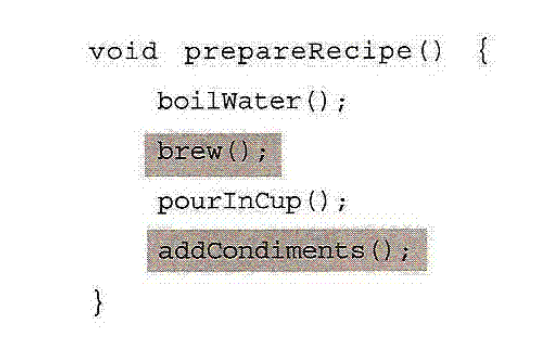 void prepareRecipe() {
boilWater();
brew();
pourInCup();
addCondiments();
}